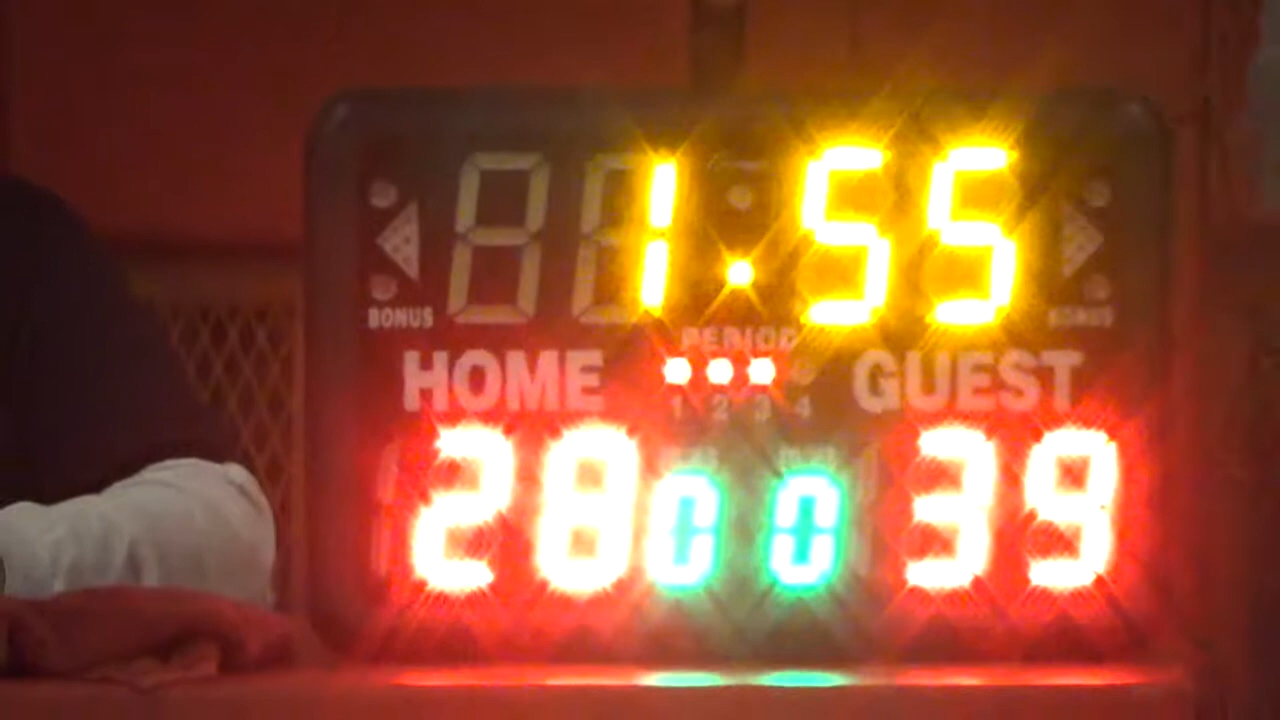 1.55
BONUS BONUS
PERIOD
HOME GUEST
1 2 3 4
28 0 0 39